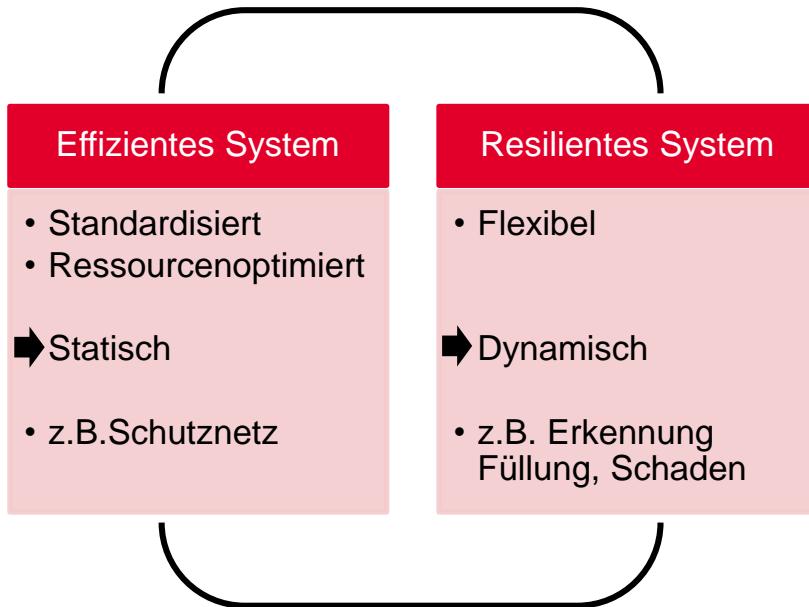 Effizientes System
• Standardisiert
• Ressourcenoptimiert
Statisch
• z.B.Schutznetz
Resilientes System
• Flexibel
Dynamisch
• z.B. Erkennung
Füllung, Schaden